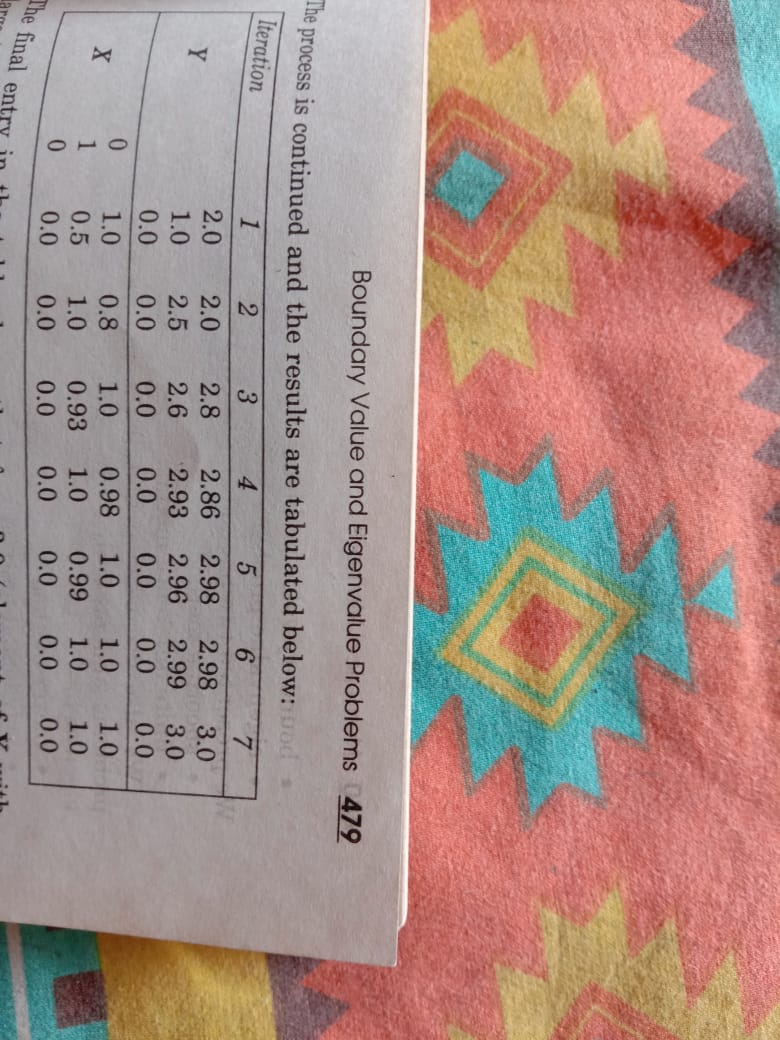 Boundary Value and Eigenvalue Problems 479
The process is continued and the results are tabulated below:
Iteration 1 2 3 4 5 6 7
2.0 2.0 2.8 2.86 2.98 2.98 3.0
Y 1.0 2.5 2.6 2.93 2.96 2.99 3.0
0.0 0.0 0.0 0.0 0.0 0.0 0.0
0 1.0 0.8 1.0 0.98 1.0 1.0 1.0
X 1 0.5 1.0 0.93 1.0 0.99 1.0 1.0
0 0.0 0.0 0.0 0.0 0.0 0.0 0.0
The final entry in